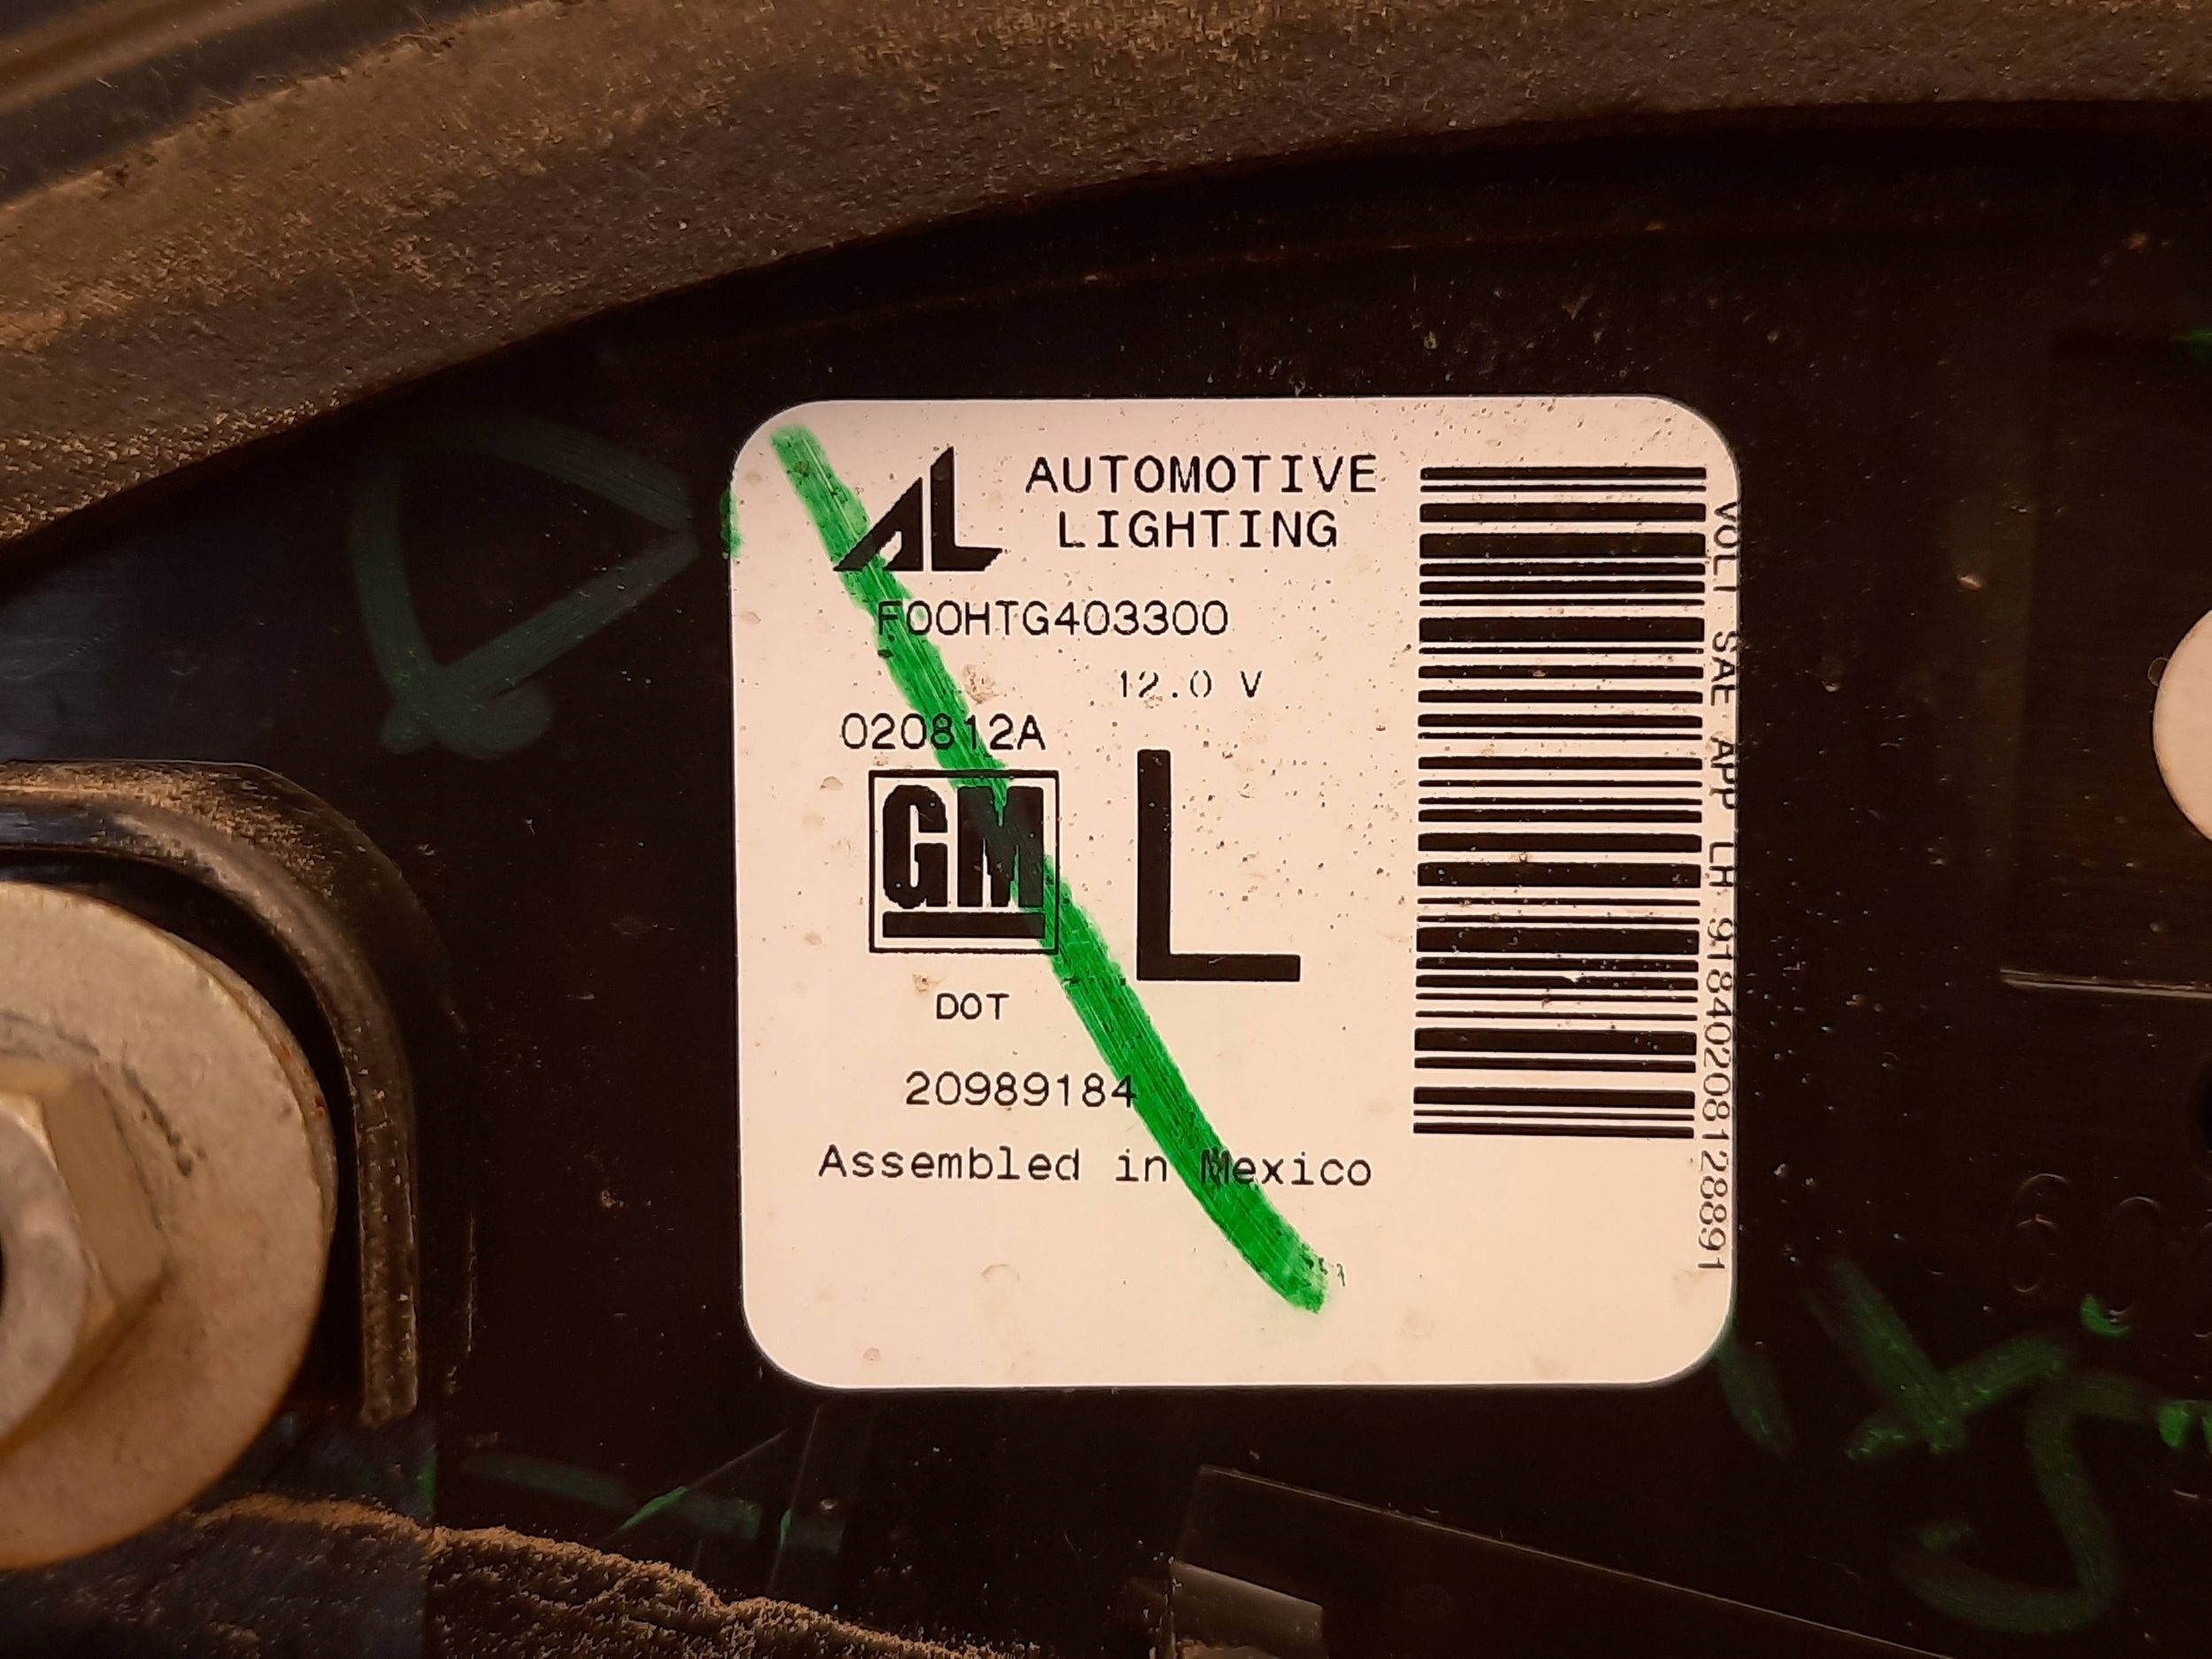 AL
AUTOMOTIVE
LIGHTING
F00HTG403300
12.0 V
020812A
GM
L
DOT
20989184
Assembled in Mexico
VOLT SAE APP LH 91840208128891